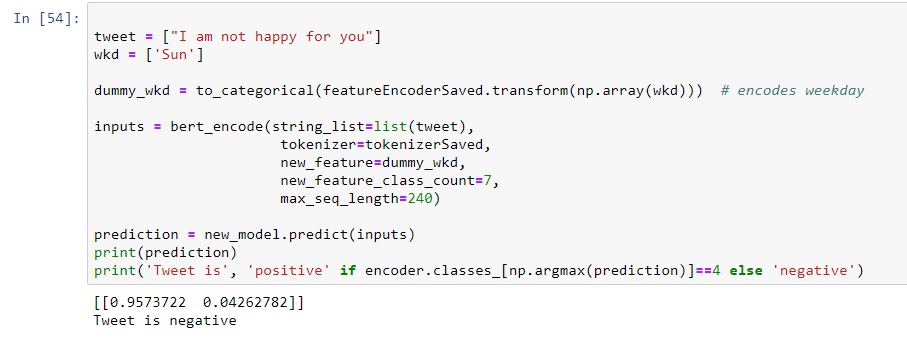 In [54]:
tweet = ["I am not happy for you"]
wkd = ['Sun']
dummy_wkd = to_categorical(featureEncoderSaved.transform(np.array(wkd)))  # encodes weekday
inputs = bert_encode(string_list=list(tweet),
                     tokenizer=tokenizerSaved,
                     new_feature=dummy_wkd,
                     new_feature_class_count=7,
                     max_seq_length=240)
prediction = new_model.predict(inputs)
print(prediction)
print('Tweet is', 'positive' if encoder.classes_[np.argmax(prediction)]==4 else 'negative')
[[0.9573722  0.04262782]]
Tweet is negative